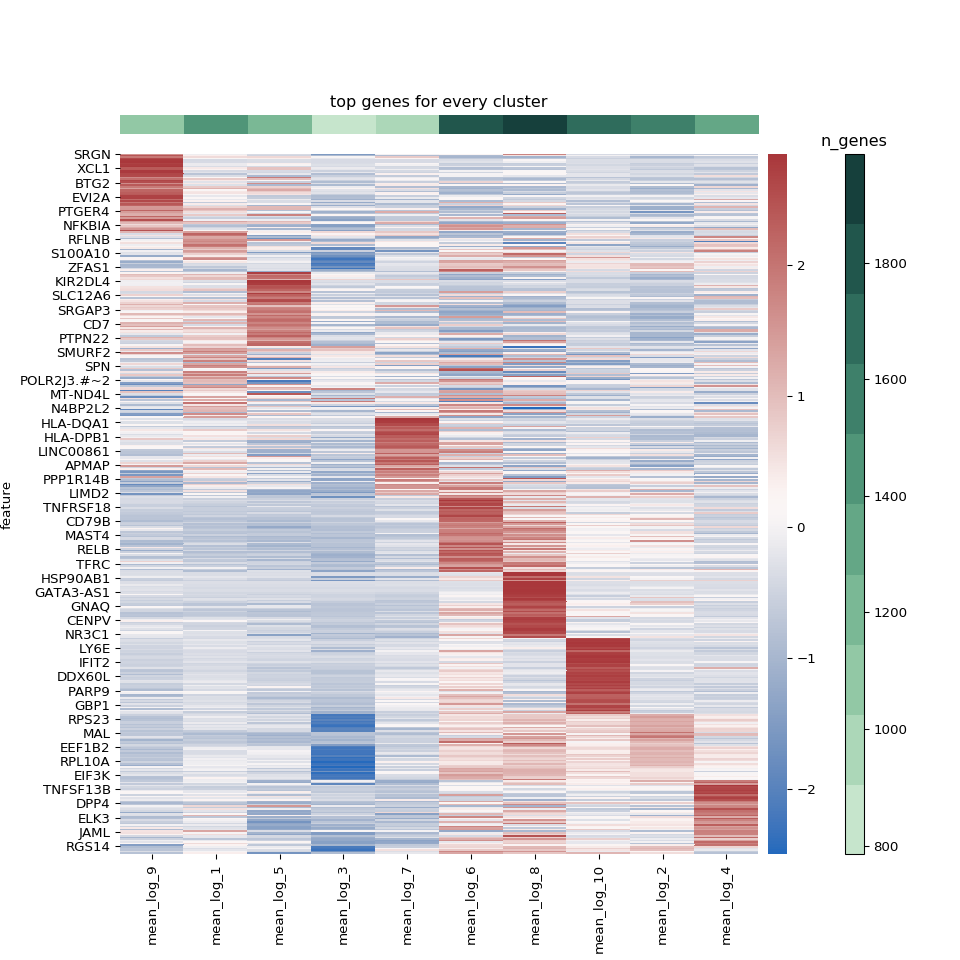 top genes for every cluster
n_genes
SRGN
XCL1
BTG2
EVI2A
PTGER4
NFKBIA
RFLNB
S100A10
ZFAS1
KIR2DL4
SLC12A6
SRGAP3
CD7
PTPN22
SMURF2
SPN
POLR2J3.#~2
MT-ND4L
N4BP2L2
HLA-DQA1
HLA-DPB1
LINC00861
APMAP
PPP1R14B
LIMD2
TNFRSF18
CD79B
MAST4
RELB
TFRC
HSP90AB1
GATA3-AS1
GNAQ
CENPV
NR3C1
LY6E
IFIT2
DDX60L
PARP9
GBP1
RPS23
MAL
EEF1B2
RPL10A
EIF3K
TNFSF13B
DPP4
ELK3
JAML
RGS14
feature
mean_log_9
mean_log_1
mean_log_5
mean_log_3
mean_log_7
mean_log_6
mean_log_8
mean_log_10
mean_log_2
mean_log_4
2
1
0
−1
−2
1800
1600
1400
1200
1000
800